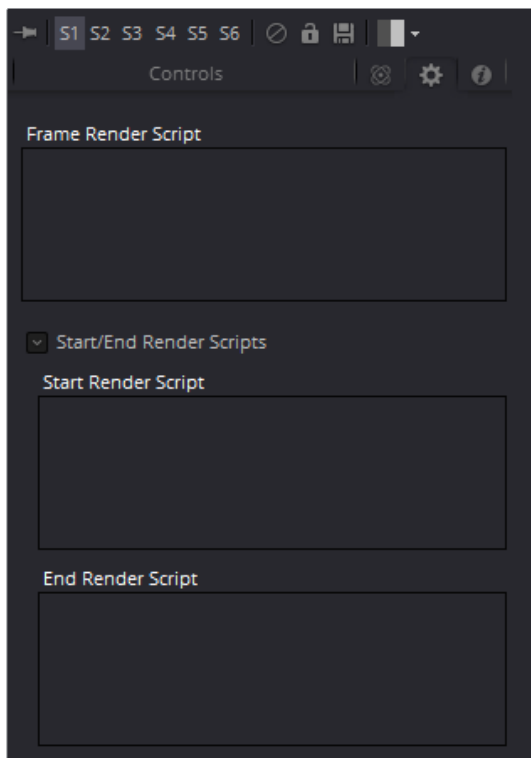 S1 S2 S3 S4 S5 S6
Controls
Frame Render Script
Start/End Render Scripts
Start Render Script
End Render Script